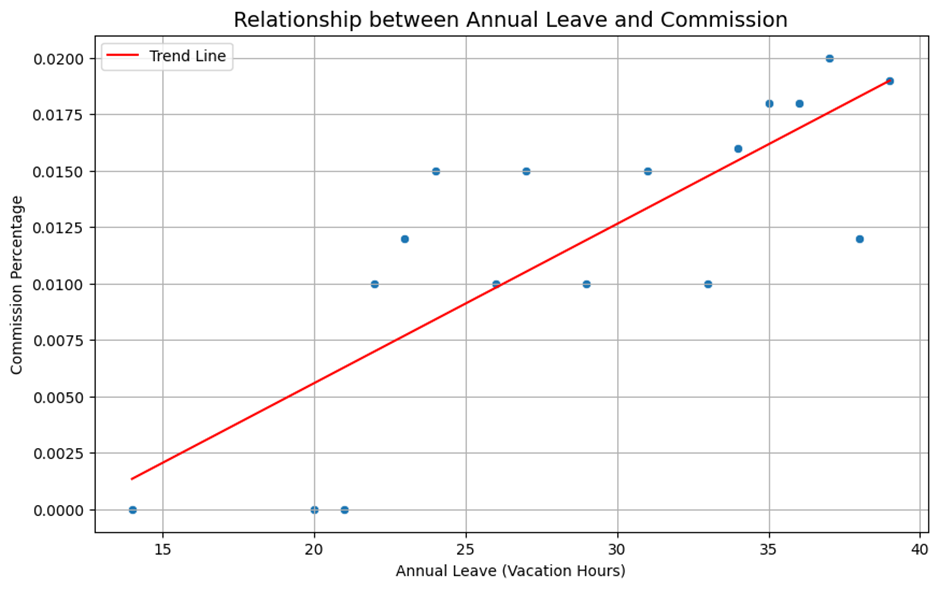 Relationship between Annual Leave and Commission
Trend Line
Commission Percentage
0.0200
0.0175
0.0150
0.0125
0.0100
0.0075
0.0050
0.0025
0.0000
15 20 25 30 35 40
Annual Leave (Vacation Hours)